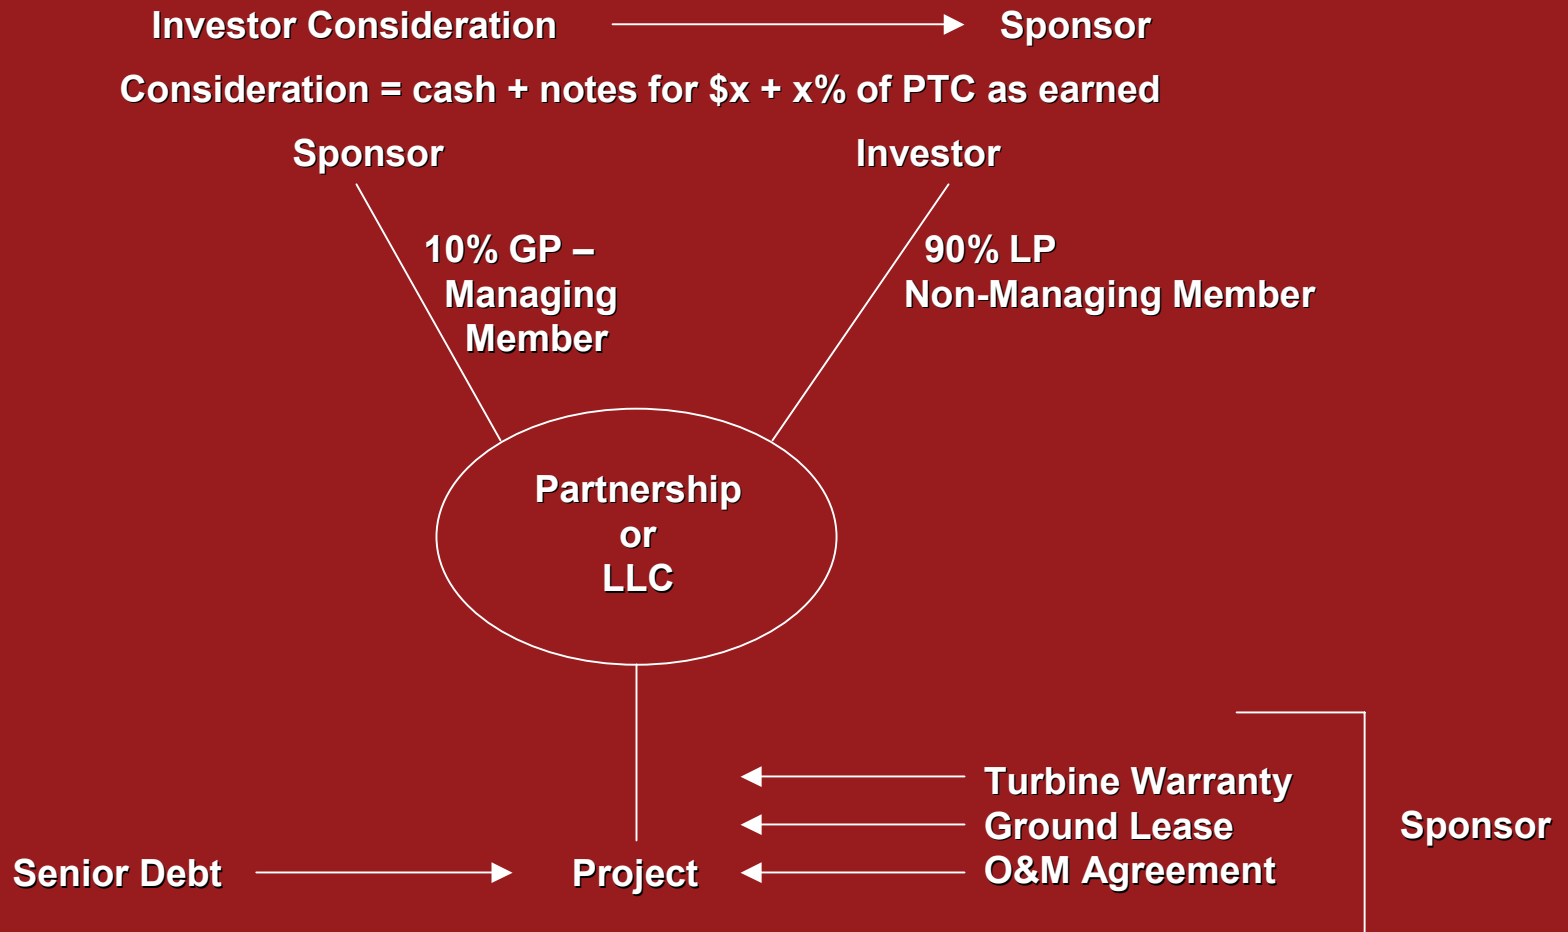 Investor Consideration Sponsor
Consideration = cash + notes for $x + x% of PTC as earned
Sponsor Investor
10% GP –
Managing
Member
90% LP
Non-Managing Member
Partnership
or
LLC
Turbine Warranty
Ground Lease
O&M Agreement
Sponsor
Senior Debt
Project